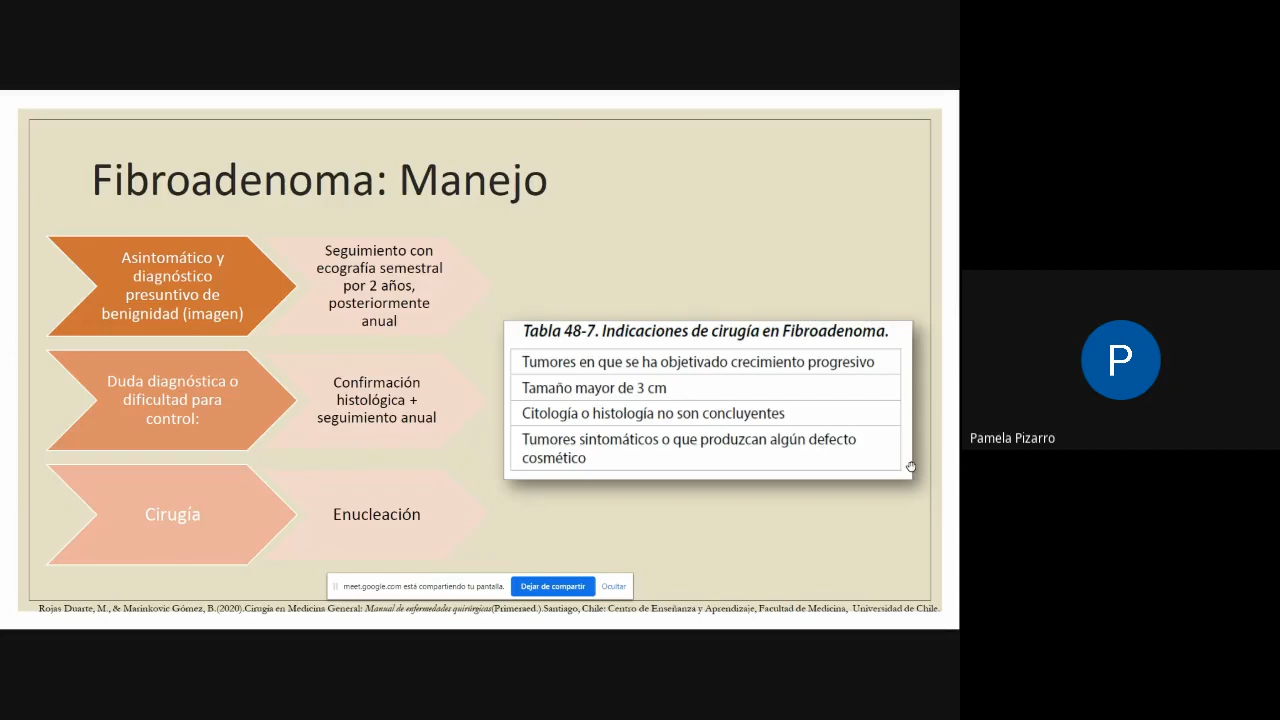 Fibroadenoma: Manejo
Asintomático y
diagnóstico
presuntivo de
benignidad (imagen)
Seguimiento con
ecografía semestral
por 2 años,
posteriormente
anual
Duda diagnóstica o
dificultad para
control:
Confirmación
histológica +
seguimiento anual
Cirugía
Enucleación
Tabla 48-7. Indicaciones de cirugía en Fibroadenoma.
Tumores en que se ha objetivado crecimiento progresivo
Tamaño mayor de 3 cm
Citología o histología no son concluyentes
Tumores sintomáticos o que produzcan algún defecto
cosmético
meet.google.com está compartiendo tu pantalla.
Dejar de compartir
Ocultar
Rojas Duarte, M., & Marinkovic Gómez, B.(2020).Cirugía en Medicina General: Manual de enfermedades quirúrgicas(Primeraed.).Santiago, Chile: Centro de Enseñanza y Aprendizaje, Facultad de Medicina, Universidad de Chile.
P
Pamela Pizarro